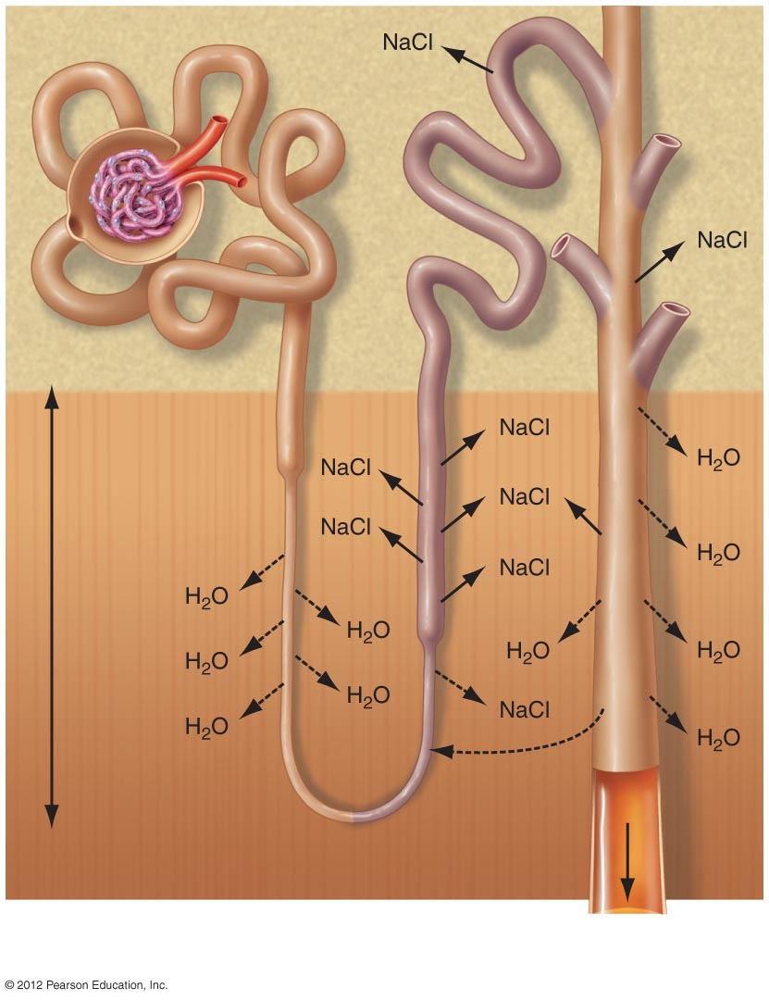 NaCl
NaCl
NaCl
H₂O
NaCl
NaCl
NaCl
NaCl
H₂O
NaCl
H₂O
H₂O
H₂O
H₂O
H₂O
H₂O
H₂O
NaCl
H₂O
H₂O
© 2012 Pearson Education, Inc.